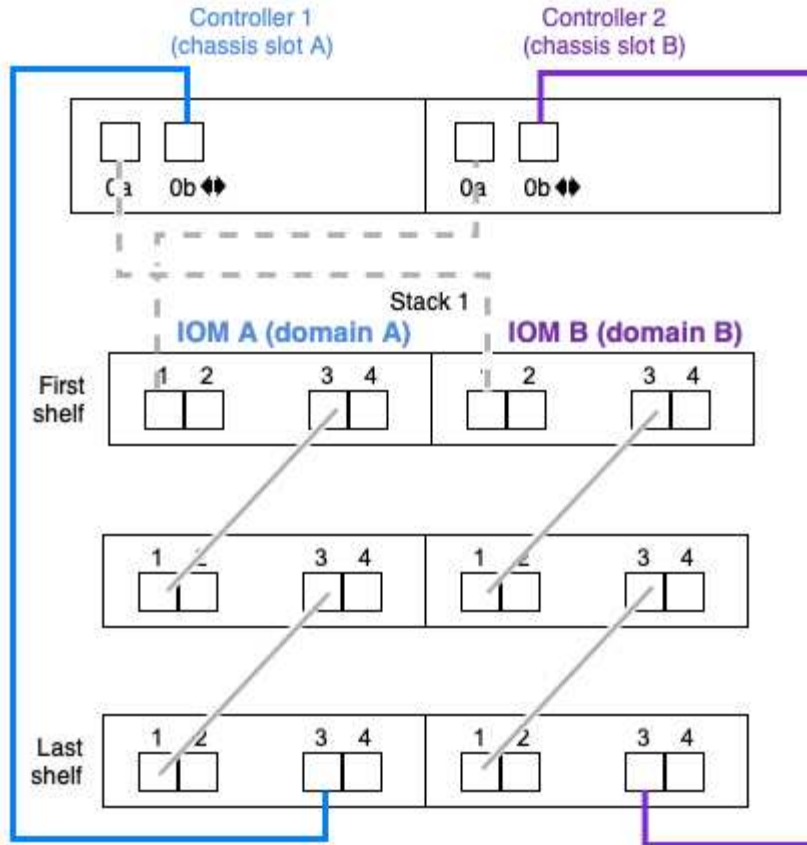 Controller 1
(chassis slot A)
Controller 2
(chassis slot B)
0a 0b
0a 0b
Stack 1
IOM A (domain A)
IOM B (domain B)
First
shelf
1 2 3 4
2 3 4
1 3 4
1 3 4
Last
shelf
1 2 3 4
1 2 3 4